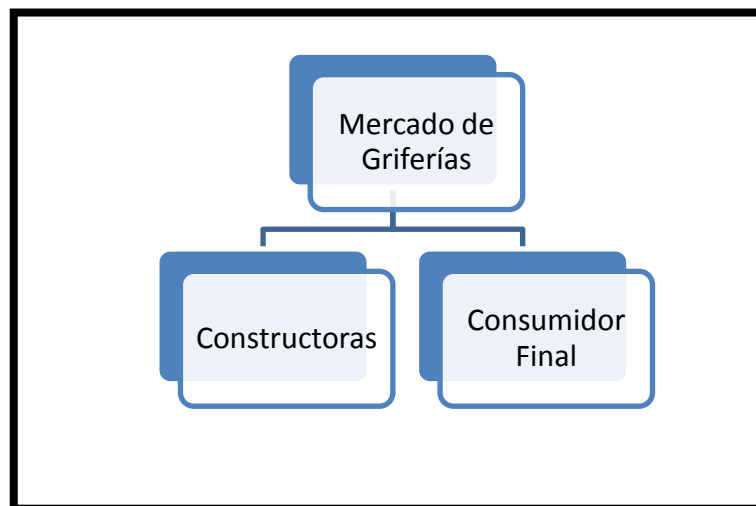 Mercado de
Griferías
Constructoras
Consumidor
Final